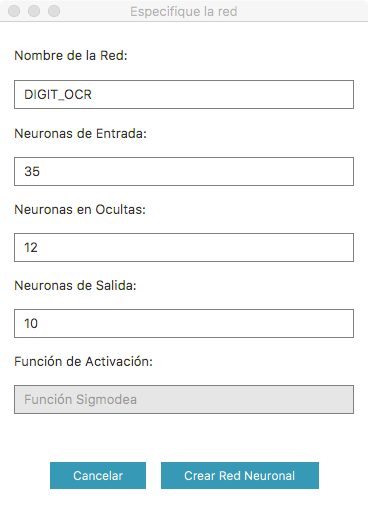 Especifique la red
Nombre de la Red:
DIGIT_OCR
Neuronas de Entrada:
35
Neuronas en Ocultas:
12
Neuronas de Salida:
10
Función de Activación:
Función Sigmodea
Cancelar
Crear Red Neuronal